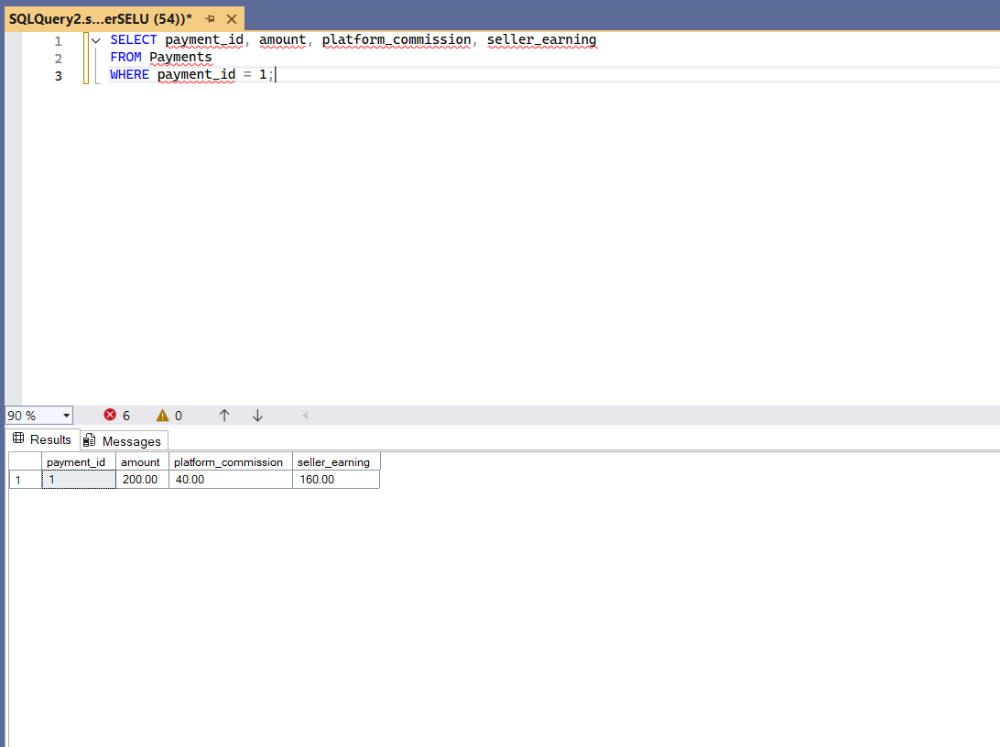 SQLQuery2.s...erSELU (54))*
1 SELECT payment_id, amount, platform_commission, seller_earning
2 FROM Payments
3 WHERE payment_id = 1;
90 % 6 0
Results Messages
payment_id amount platform_commission seller_earning
1 1 200.00 40.00 160.00